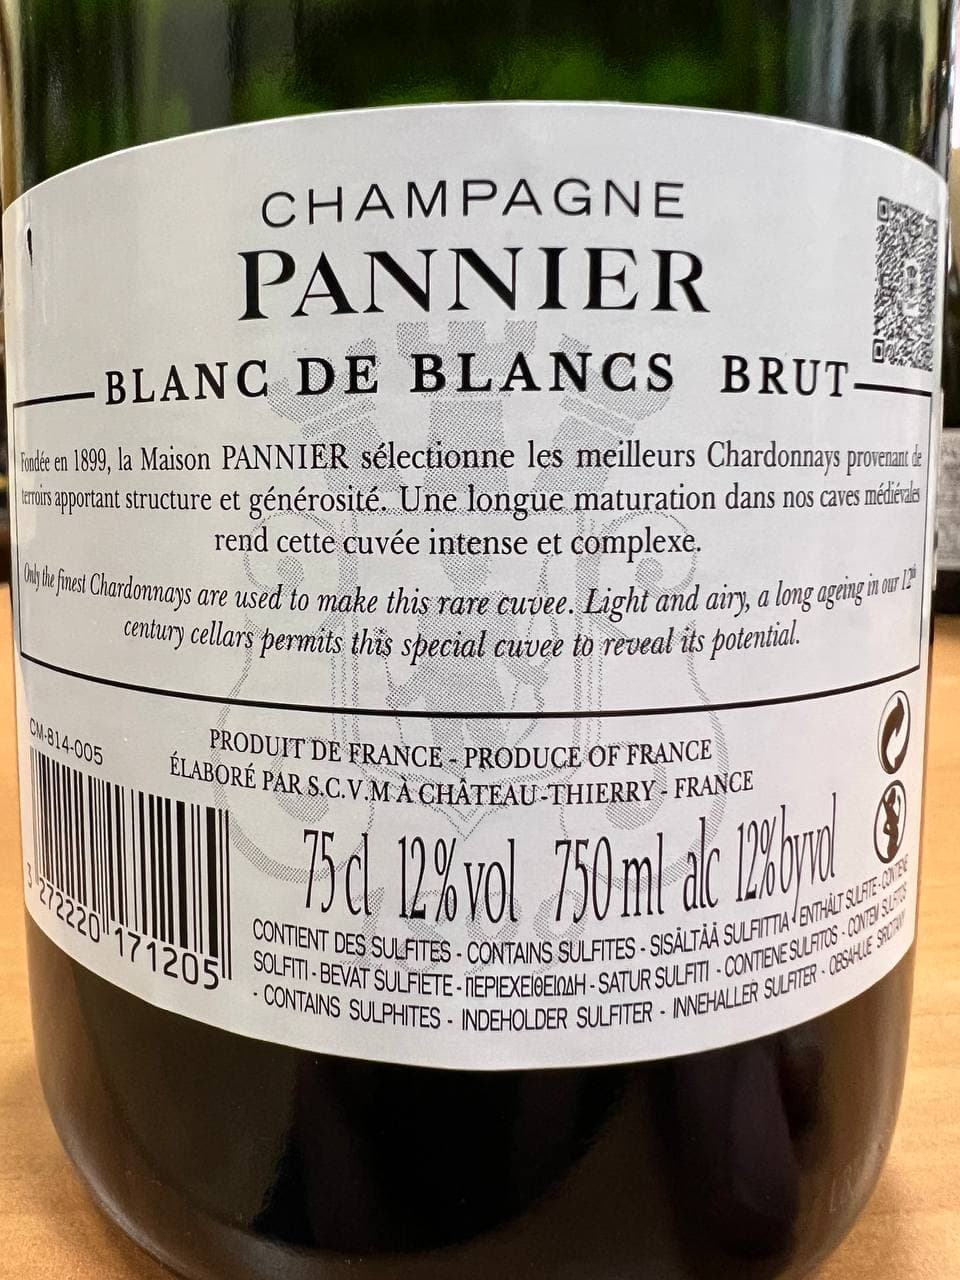 CHAMPAGNE
PANNIER
BLANC DE BLANCS BRUT
Fondée en 1899, la Maison PANNIER sélectionne les meilleurs Chardonnays provenant de
terroirs apportant structure et générosité. Une longue maturation dans nos caves médiévales
rend cette cuvée intense et complexe.
Only the finest Chardonnays are used to make this rare cuvee. Light and airy, a long ageing in our 12th
century cellars permits this special cuvee to reveal its potential.
CM-814-005
PRODUIT DE FRANCE - PRODUCE OF FRANCE
ÉLABORÉ PAR S.C.V.M À CHÂTEAU-THIERRY - FRANCE
75 cl 12 % vol 750 ml alc 12% by vol
3 272220 171205
CONTIENT DES SULFITES - CONTAINS SULFITES - SISÄLTÄÄ SULFIITTIA - ENTHÄLT SULFITE - CONTIENE
SOLFITI - BEVAT SULFIETE - ΠΕΡΙΕΧΕΙΘΕΙΩΔΗ - SATUR SULFITI - CONTIENE SULFITOS - CONTEM SULFITOS
- CONTAINS SULPHITES - INDEHOLDER SULFITER - INNEHALLER SULFITER - OBSAHUJE